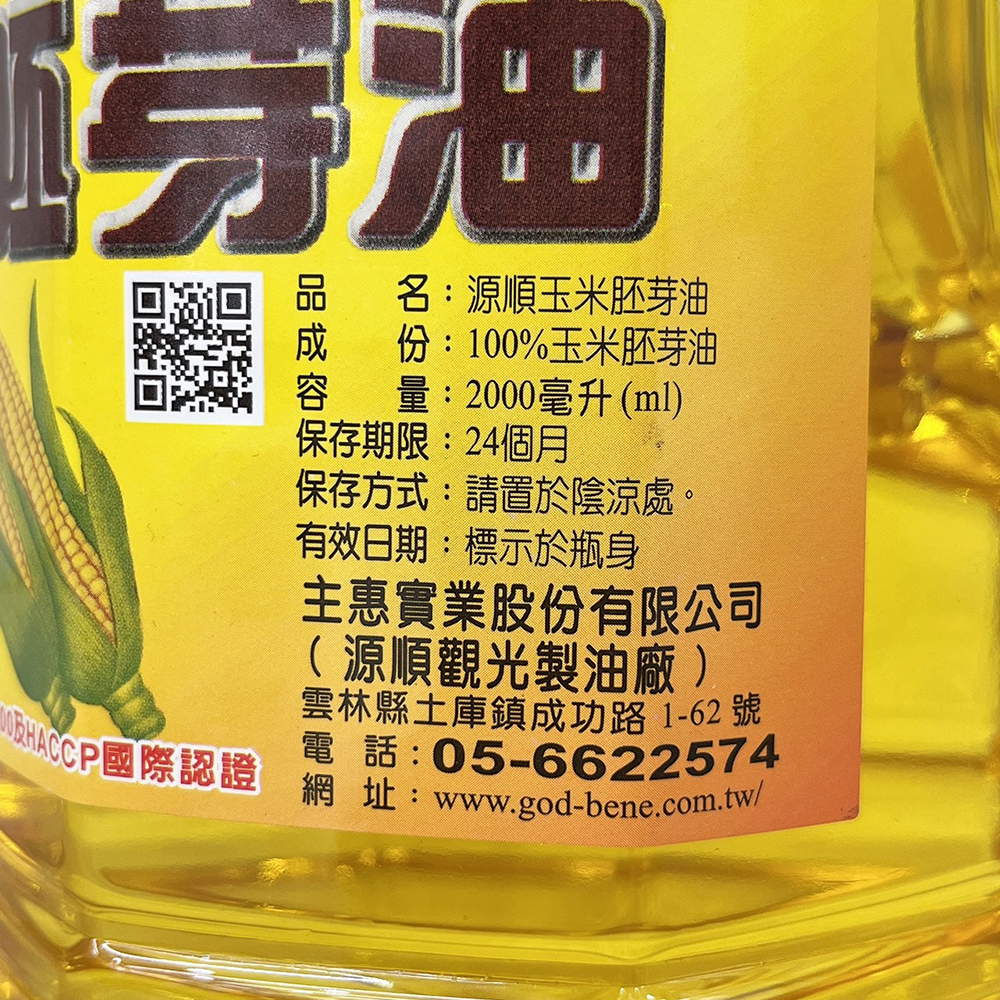 胚芽油
品名：源順玉米胚芽油
成份：100%玉米胚芽油
容量：2000毫升(ml)
保存期限：24個月
保存方式：請置於陰涼處。
有效日期：標示於瓶身
主惠實業股份有限公司
（源順觀光製油廠）
雲林縣土庫鎮成功路 1-62 號
電話：05-6622574
網址：www.god-bene.com.tw/
00及HACCP國際認證